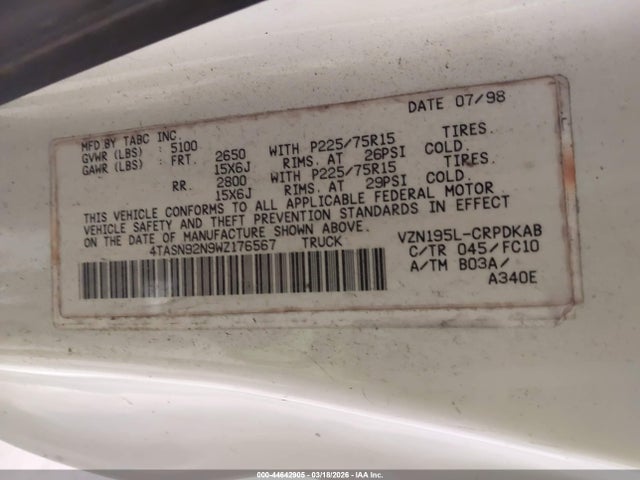 DATE 07/98
MFD BY TABC INC.
GVWR (LBS) : 5100
GAWR (LBS) : FRT. 2650 WITH P225/75R15 TIRES.
15X6J RIMS. AT 26PSI COLD.
RR. 2800 WITH P225/75R15 TIRES.
15X6J RIMS. AT 29PSI COLD.
THIS VEHICLE CONFORMS TO ALL APPLICABLE FEDERAL MOTOR
VEHICLE SAFETY AND THEFT PREVENTION STANDARDS IN EFFECT
ON THE DATE OF MANUFACTURE SHOWN ABOVE.
4TASN92N9WZ176567 TRUCK VZN195L-CRPDKAB
C/TR 045/FC10
A/TM B03A/
A340E
000-44642905 - 03/18/2026 - IAA Inc.